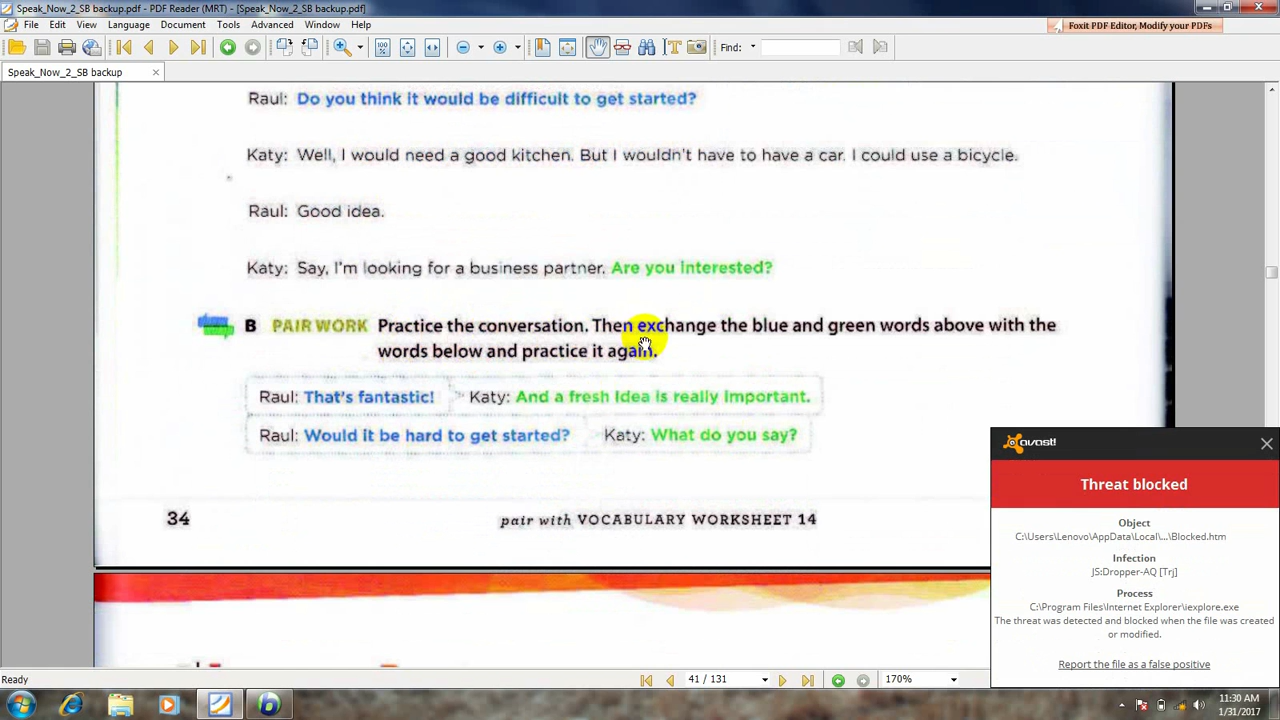 Speak_Now_2_SB backup.pdf - PDF Reader (MRT) - [Speak_Now_2_SB backup.pdf]
File Edit View Language Document Tools Advanced Window Help
Foxit PDF Editor, Modify your PDFs
Find:
Speak_Now_2_SB backup
Raul: Do you think it would be difficult to get started?
Katy: Well, I would need a good kitchen. But I wouldn't have to have a car. I could use a bicycle.
Raul: Good idea.
Katy: Say, I'm looking for a business partner. Are you interested?
B PAIR WORK Practice the conversation. Then exchange the blue and green words above with the
words below and practice it again.
Raul: That's fantastic! Katy: And a fresh idea is really important.
Raul: Would it be hard to get started? Katy: What do you say?
34
pair with VOCABULARY WORKSHEET 14
avast!
Threat blocked
Object
C:\Users\Lenovo\AppData\Local\...\Blocked.htm
Infection
JS:Dropper-AQ [Trj]
Process
C:\Program Files\Internet Explorer\iexplore.exe
The threat was detected and blocked when the file was created
or modified.
Report the file as a false positive
Ready
41 / 131
170%
11:30 AM
1/31/2017